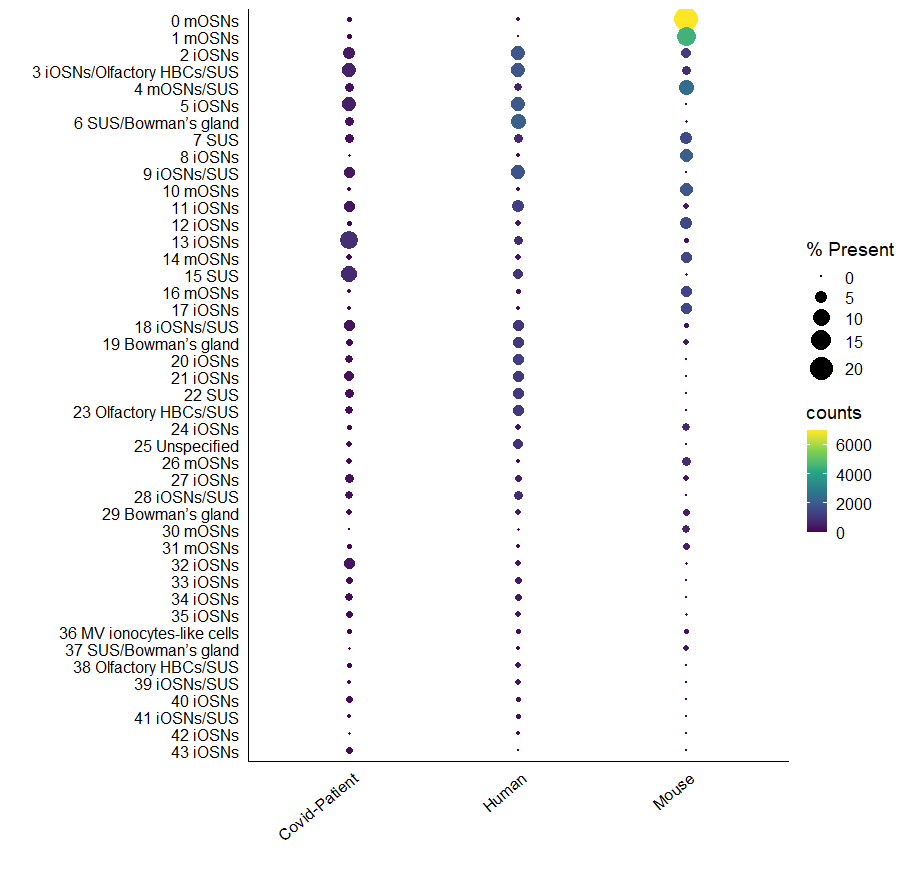 0 mOSNs
1 mOSNs
2 iOSNs
3 iOSNs/Olfactory HBCs/SUS
4 mOSNs/SUS
5 iOSNs
6 SUS/Bowman's gland
7 SUS
8 iOSNs
9 iOSNs/SUS
10 mOSNs
11 iOSNs
12 iOSNs
13 iOSNs
14 mOSNs
15 SUS
16 mOSNs
17 iOSNs
18 iOSNs/SUS
19 Bowman's gland
20 iOSNs
21 iOSNs
22 SUS
23 Olfactory HBCs/SUS
24 iOSNs
25 Unspecified
26 mOSNs
27 iOSNs
28 iOSNs/SUS
29 Bowman's gland
30 mOSNs
31 mOSNs
32 iOSNs
33 iOSNs
34 iOSNs
35 iOSNs
36 MV ionocytes-like cells
37 SUS/Bowman's gland
38 Olfactory HBCs/SUS
39 iOSNs/SUS
40 iOSNs
41 iOSNs/SUS
42 iOSNs
43 iOSNs
Covid-Patient
Human
Mouse
% Present
0
5
10
15
20
counts
6000
4000
2000
0